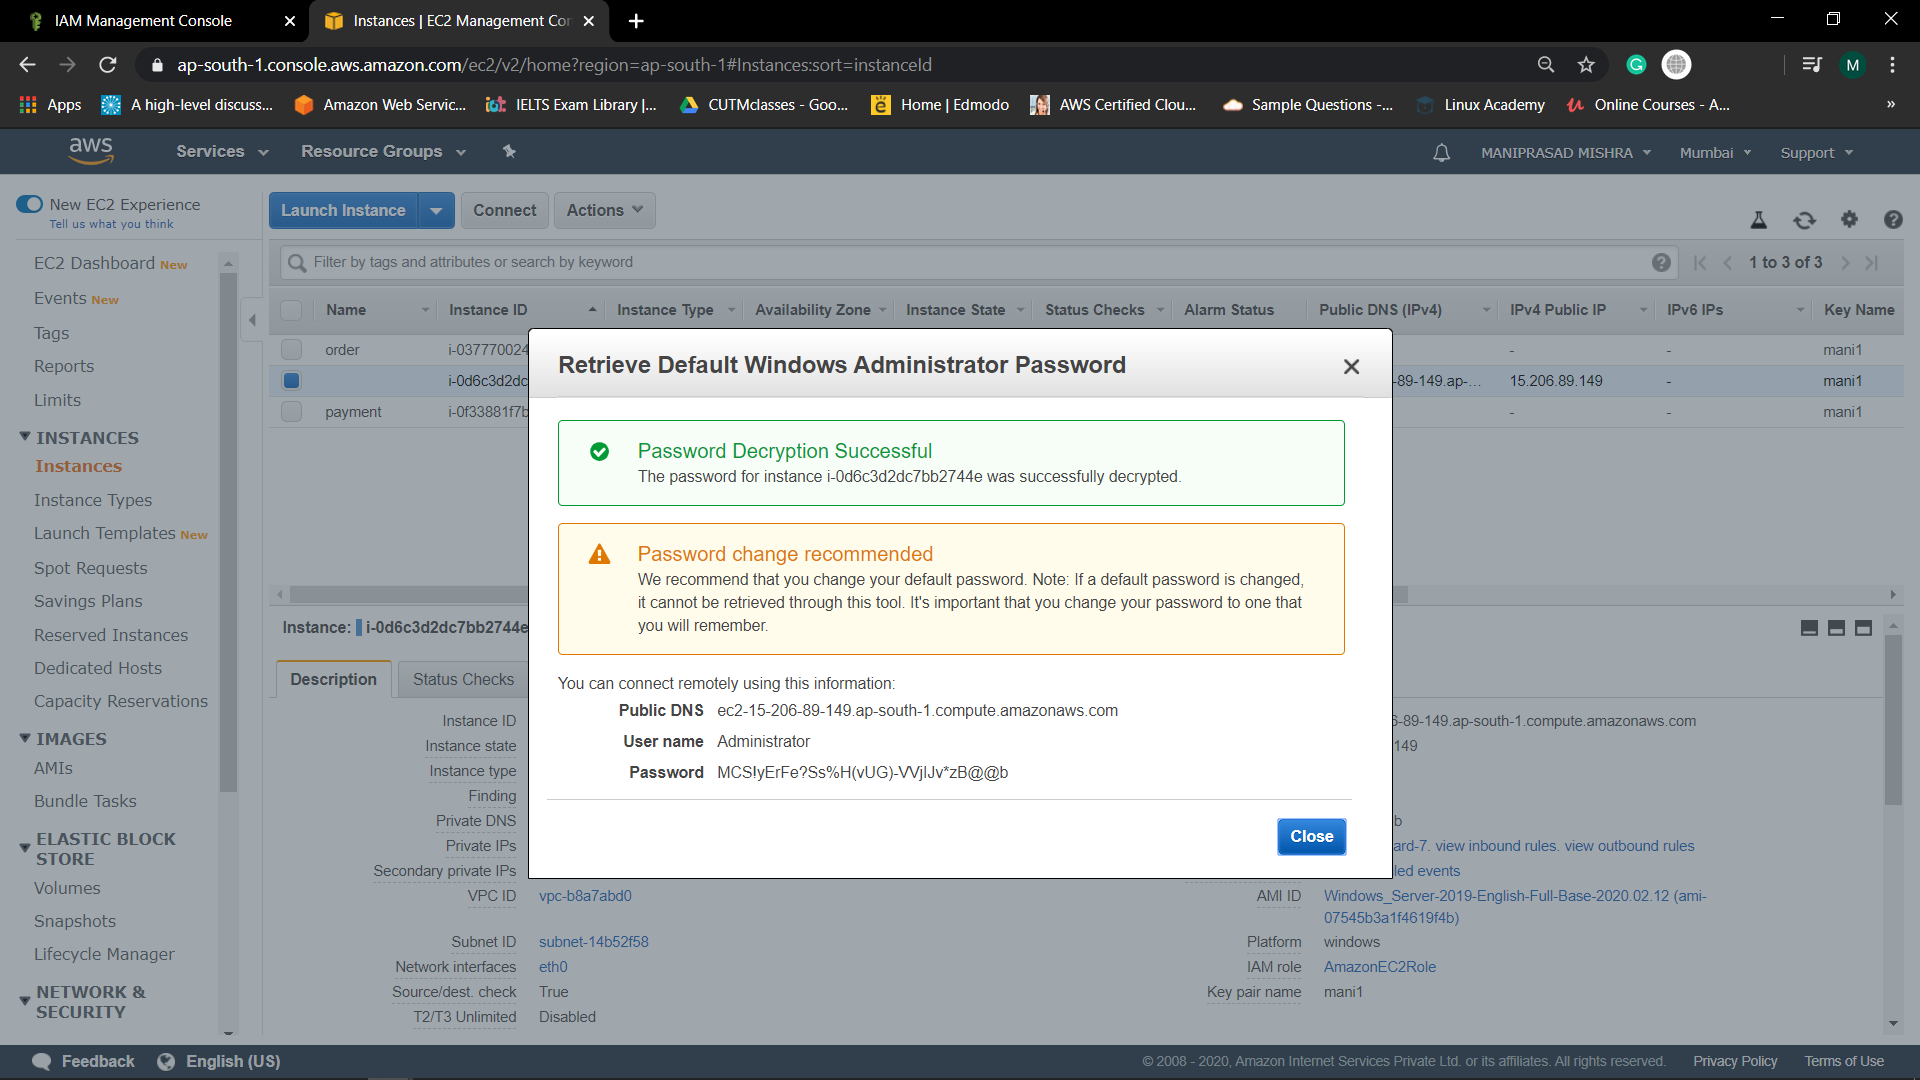 IAM Management Console
Instances | EC2 Management Con
ap-south-1.console.aws.amazon.com/ec2/v2/home?region=ap-south-1#Instances:sort=instanceId
M
Apps
A high-level discuss...
Amazon Web Servic...
IELTS Exam Library |...
CUTMclasses - Goo...
Home | Edmodo
AWS Certified Clou...
Sample Questions -...
Linux Academy
Online Courses - A...
»
aws
Services
Resource Groups
MANIPRASAD MISHRA
Mumbai
Support
New EC2 Experience
Tell us what you think
Launch Instance
Connect
Actions
Filter by tags and attributes or search by keyword
1 to 3 of 3
EC2 Dashboard New
Events New
Tags
Reports
Limits
INSTANCES
Instances
Instance Types
Launch Templates New
Spot Requests
Savings Plans
Reserved Instances
Dedicated Hosts
Capacity Reservations
IMAGES
AMIs
Bundle Tasks
ELASTIC BLOCK
STORE
Volumes
Snapshots
Lifecycle Manager
NETWORK &
SECURITY
Name Instance ID Instance Type Availability Zone Instance State Status Checks Alarm Status Public DNS (IPv4) IPv4 Public IP IPv6 IPs Key Name
order i-037770024 - - mani1
i-0d6c3d2dc -89-149.ap-... 15.206.89.149 - mani1
payment i-0f33881f7b - - mani1
Retrieve Default Windows Administrator Password
Password Decryption Successful
The password for instance i-0d6c3d2dc7bb2744e was successfully decrypted.
Password change recommended
We recommend that you change your default password. Note: If a default password is changed,
it cannot be retrieved through this tool. It's important that you change your password to one that
you will remember.
You can connect remotely using this information:
Public DNS ec2-15-206-89-149.ap-south-1.compute.amazonaws.com
User name Administrator
Password
Close
Instance: i-0d6c3d2dc7bb2744e
Description
Status Checks
Instance ID
Instance state
Instance type
Finding
Private DNS
Private IPs
Secondary private IPs
VPC ID vpc-b8a7abd0
Subnet ID subnet-14b52f58
Network interfaces eth0
Source/dest. check True
T2/T3 Unlimited Disabled
-89-149.ap-south-1.compute.amazonaws.com
149
b
ard-7. view inbound rules. view outbound rules
led events
AMI ID Windows_Server-2019-English-Full-Base-2020.02.12 (ami-
07545b3a1f4619f4b)
Platform windows
IAM role AmazonEC2Role
Key pair name mani1
Feedback
English (US)
© 2008 - 2020, Amazon Internet Services Private Ltd. or its affiliates. All rights reserved.
Privacy Policy
Terms of Use